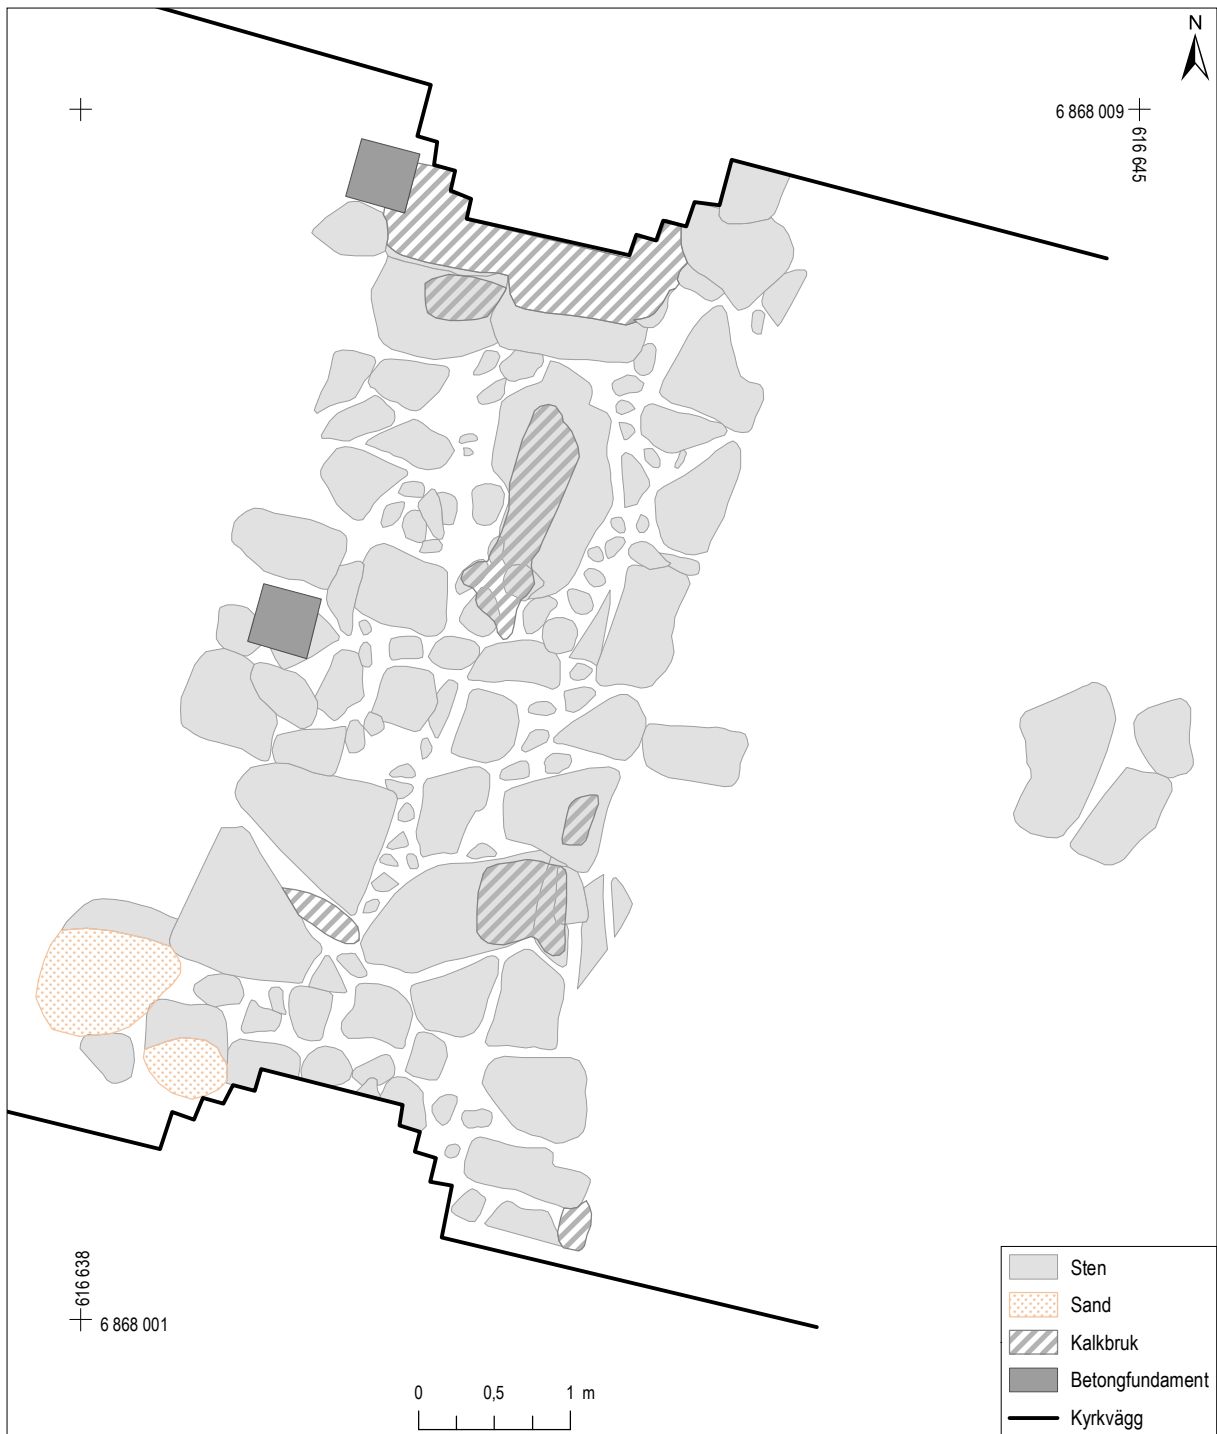 N
6 868 009
616 645
616 638
6 868 001
0 0,5 1 m
Sten
Sand
Kalkbruk
Betongfundament
Kyrkvägg